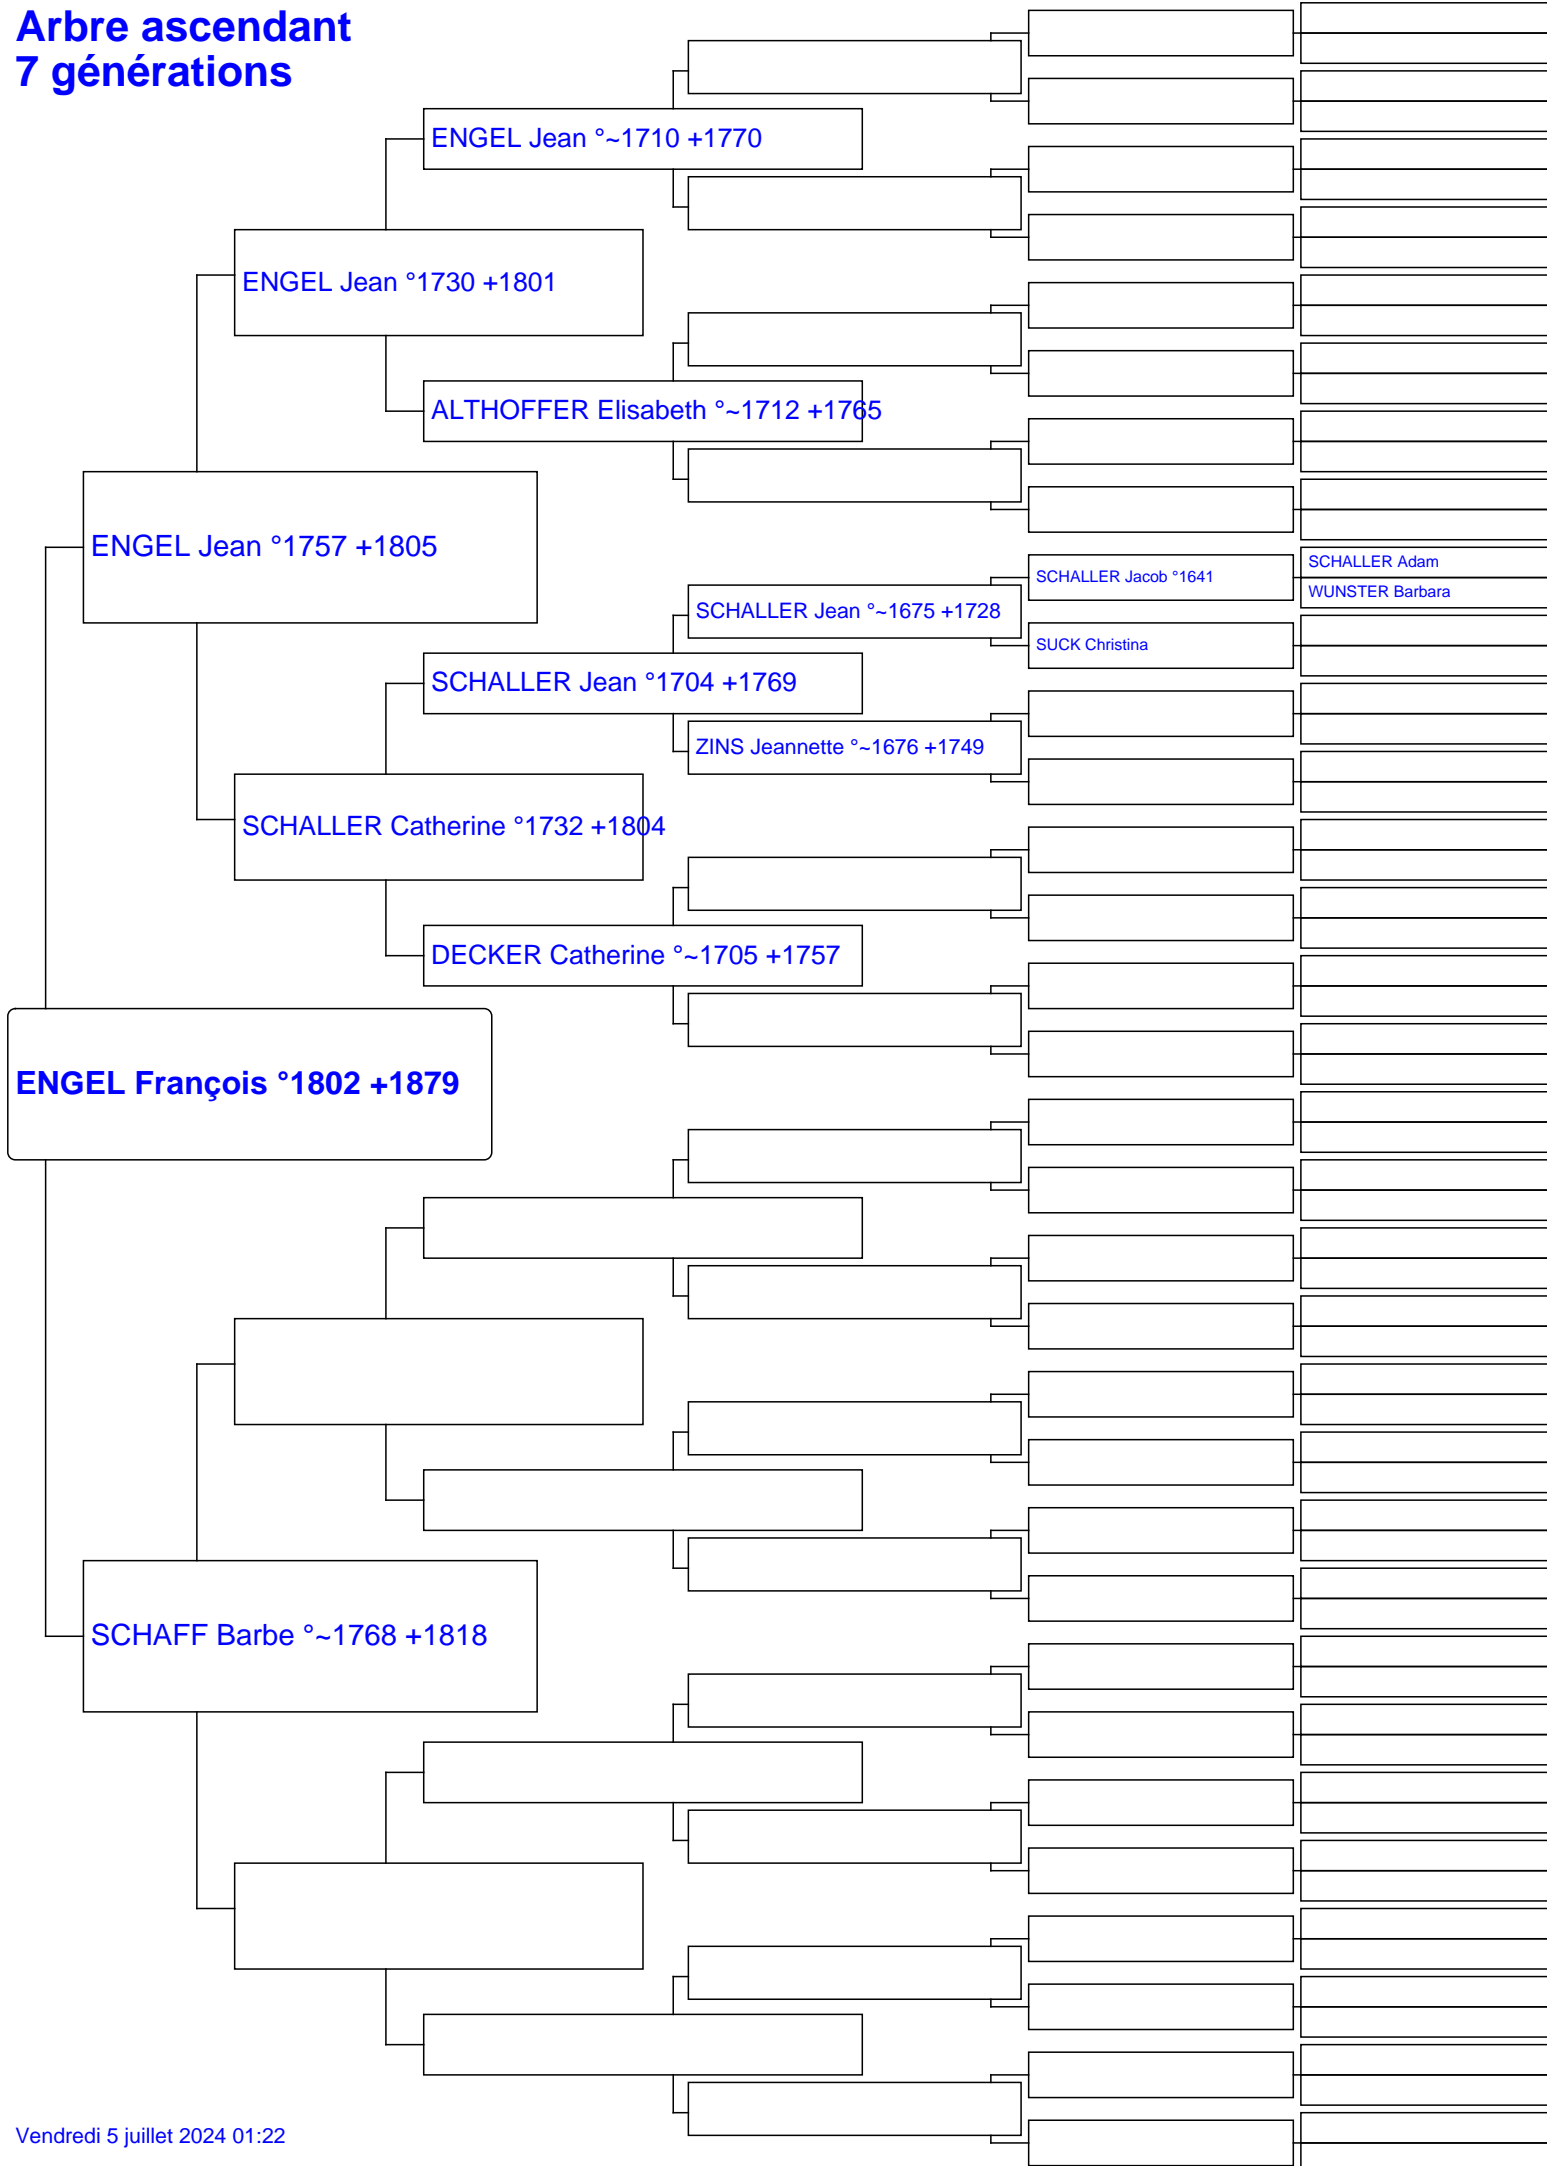 Arbre ascendant
7 générations
ENGEL Jean °~1710 +1770
ENGEL Jean °1730 +1801
ALTHOFFER Elisabeth °~1712 +1765
ENGEL Jean °1757 +1805
SCHALLER Adam
SCHALLER Jacob °1641
WUNSTER Barbara
SCHALLER Jean °~1675 +1728
SUCK Christina
SCHALLER Jean °1704 +1769
ZINS Jeannette °~1676 +1749
SCHALLER Catherine °1732 +1804
DECKER Catherine °~1705 +1757
ENGEL François °1802 +1879
SCHAFF Barbe °~1768 +1818
Vendredi 5 juillet 2024 01:22